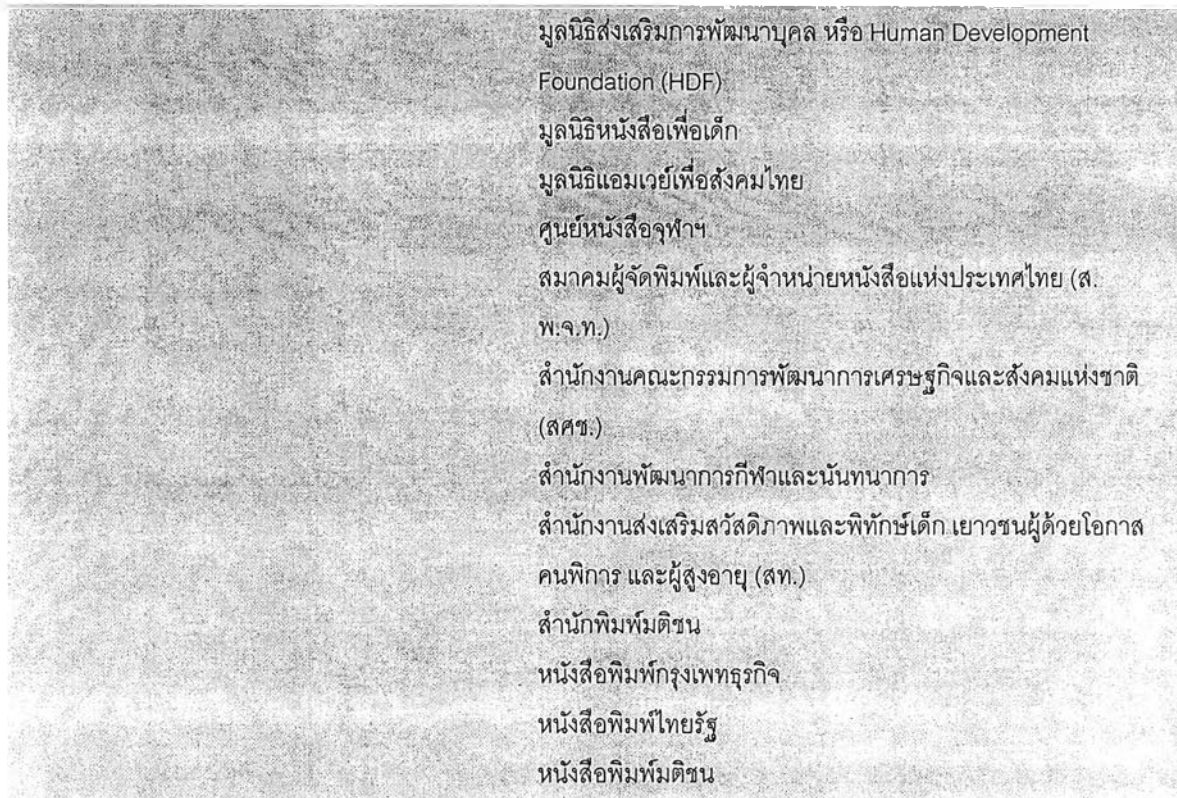 มูลนิธิส่งเสริมการพัฒนาบุคล หรือ Human Development
Foundation (HDF)
มูลนิธิหนังสือเพื่อเด็ก
มูลนิธิแอมเวย์เพื่อสังคมไทย
ศูนย์หนังสือจุฬาฯ
สมาคมผู้จัดพิมพ์และผู้จำหน่ายหนังสือแห่งประเทศไทย (ส.
พ.จ.ท.)
สำนักงานคณะกรรมการพัฒนาการเศรษฐกิจและสังคมแห่งชาติ
(สศช.)
สำนักงานพัฒนาการกีฬาและนันทนาการ
สำนักงานส่งเสริมสวัสดิภาพและพิทักษ์เด็ก เยาวชนผู้ด้วยโอกาส
คนพิการ และผู้สูงอายุ (สท.)
สำนักพิมพ์มติชน
หนังสือพิมพ์กรุงเพทธุรกิจ
หนังสือพิมพ์ไทยรัฐ
หนังสือพิมพ์มติชน